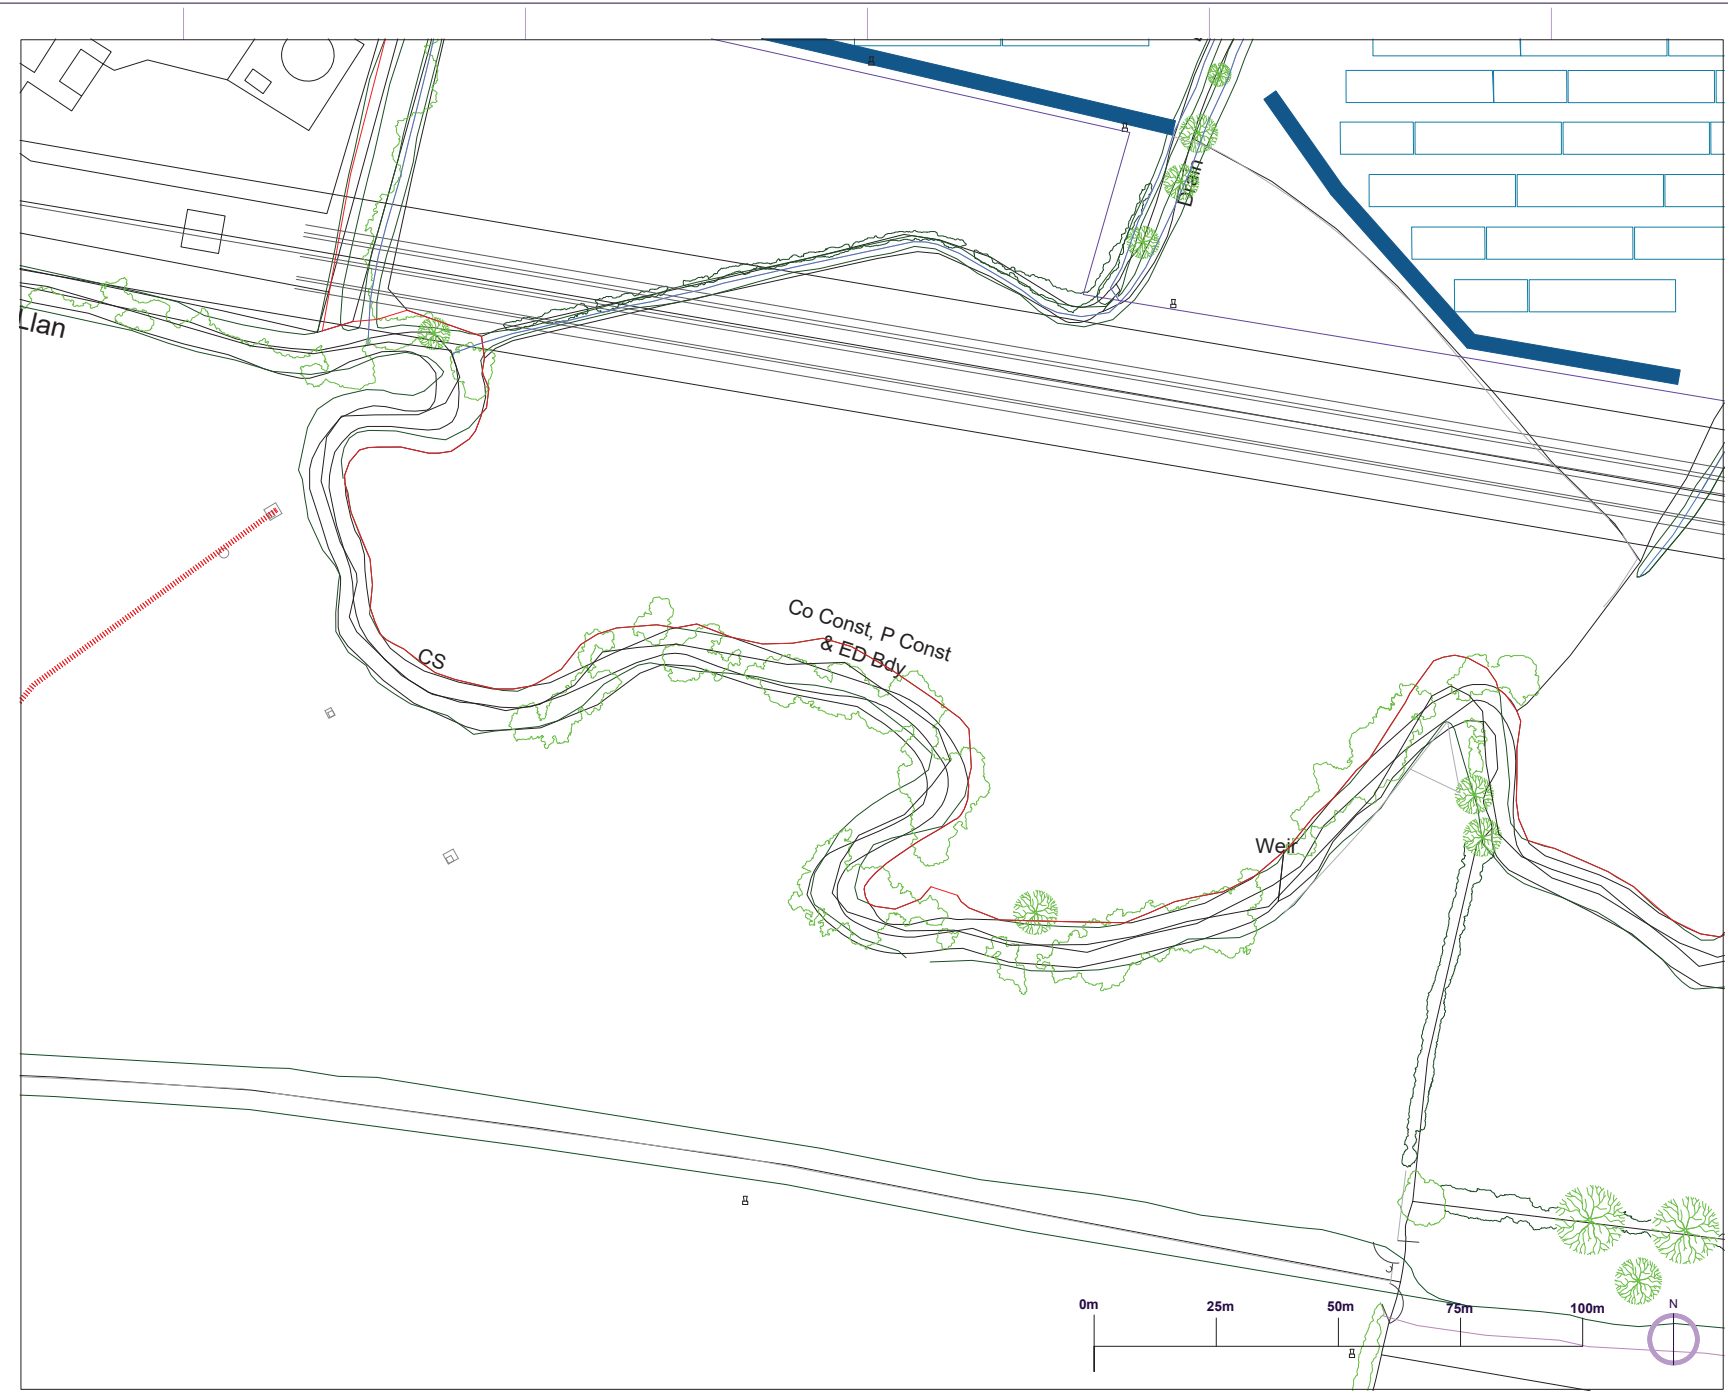 Drain
Llan
Co Const, P Const
& ED Bdy
CS
Weir
0m 25m 50m 75m 100m
N